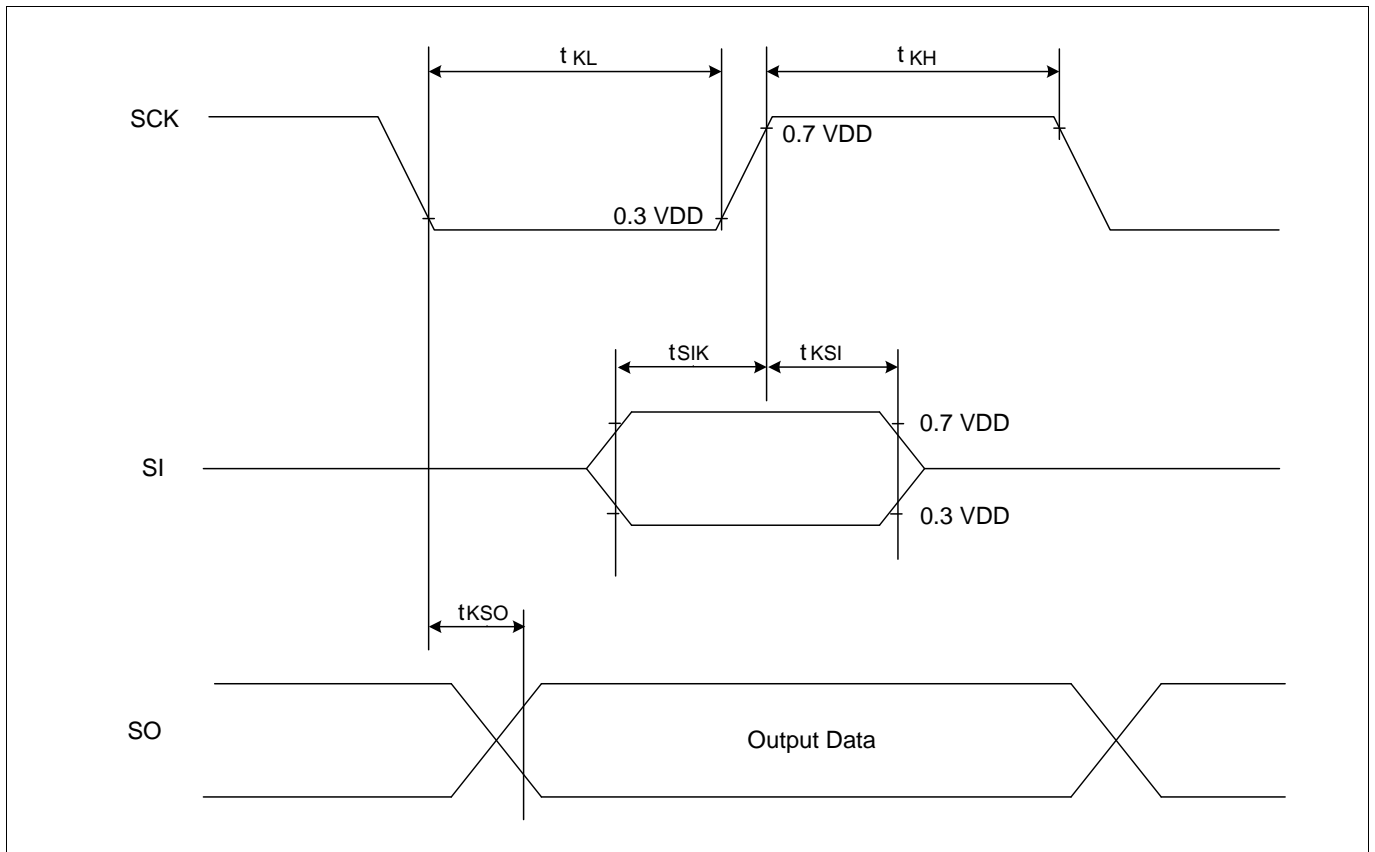 t KL
t KH
SCK
0.7 VDD
0.3 VDD
tSIK
t KSI
0.7 VDD
SI
0.3 VDD
tKSO
SO
Output Data